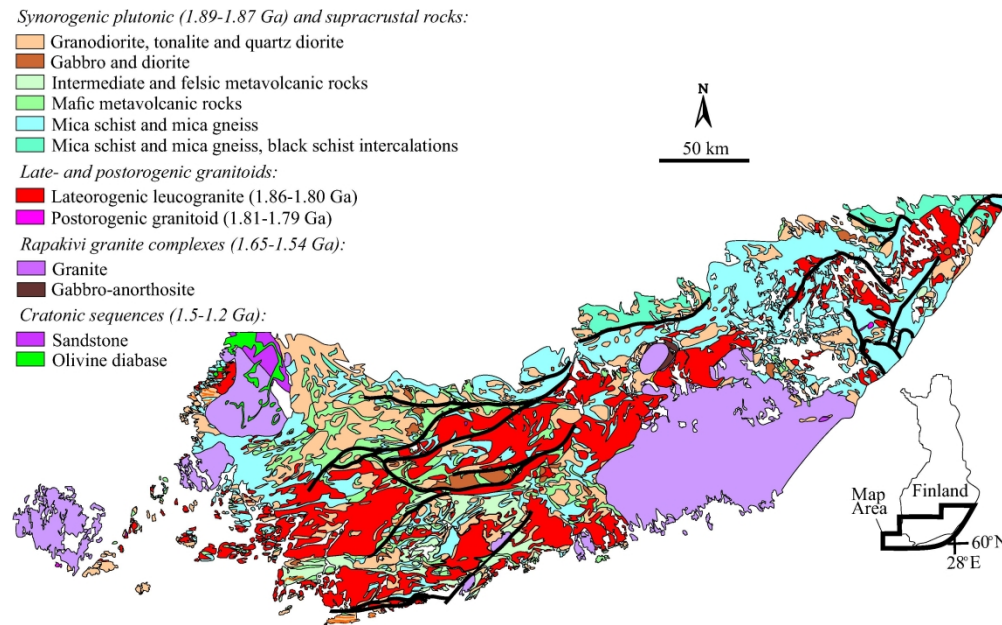 Synorogenic plutonic (1.89-1.87 Ga) and supracrustal rocks:
Granodiorite, tonalite and quartz diorite
Gabbro and diorite
Intermediate and felsic metavolcanic rocks
Mafic metavolcanic rocks
Mica schist and mica gneiss
Mica schist and mica gneiss, black schist intercalations
Late- and postorogenic granitoids:
Lateorogenic leucogranite (1.86-1.80 Ga)
Postorogenic granitoid (1.81-1.79 Ga)
Rapakivi granite complexes (1.65-1.54 Ga):
Granite
Gabbro-anorthosite
Cratonic sequences (1.5-1.2 Ga):
Sandstone
Olivine diabase
N
50 km
Map
Area
Finland
60°N
28°E